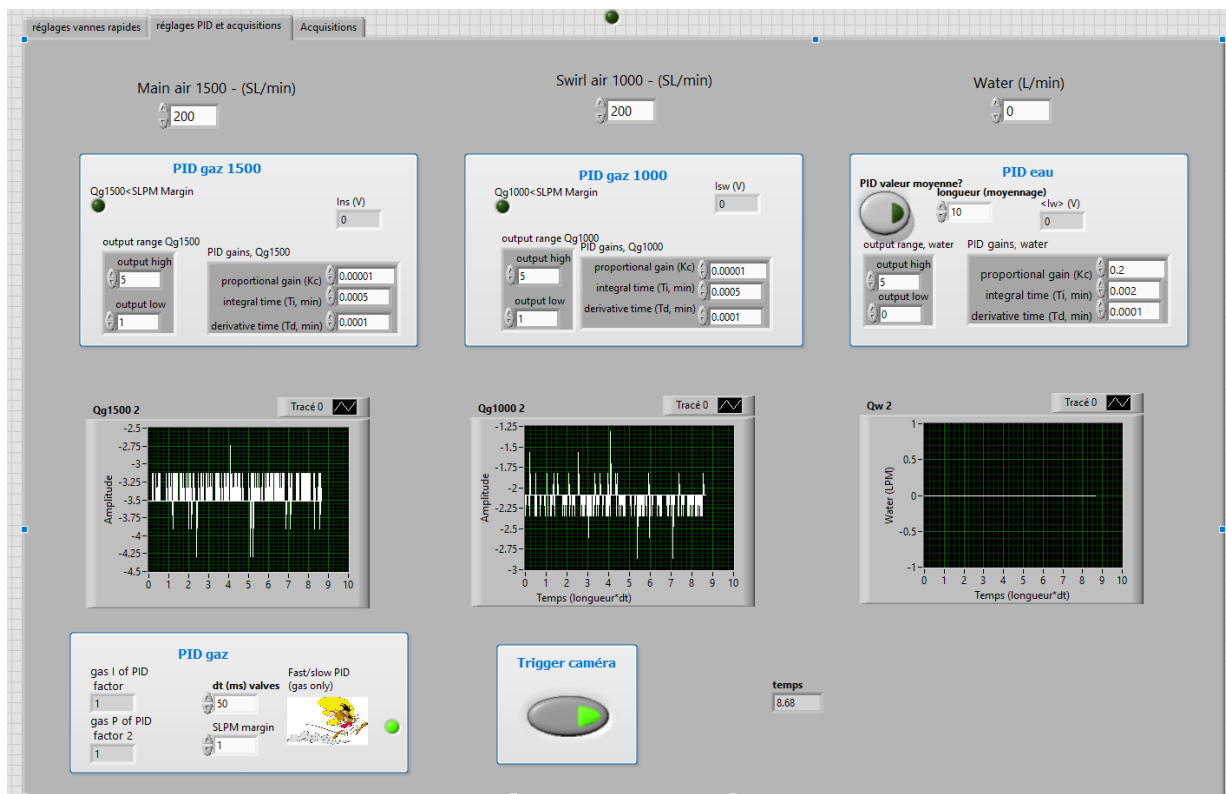 réglages vannes rapides
réglages PID et acquisitions
Acquisitions
Main air 1500 - (SL/min)
200
Swirl air 1000 - (SL/min)
200
Water (L/min)
0
PID gaz 1500
Qg1500<SLPM Margin
Ins (V)
0
output range Qg1500
output high
5
output low
1
PID gains, Qg1500
proportional gain (Kc)
0.00001
integral time (Ti, min)
0.0005
derivative time (Td, min)
0.0001
PID gaz 1000
Qg1000<SLPM Margin
Isw (V)
0
output range Qg1000
output high
5
output low
1
PID gains, Qg1000
proportional gain (Kc)
0.00001
integral time (Ti, min)
0.0005
derivative time (Td, min)
0.0001
PID eau
PID valeur moyenne?
longueur (moyennage)
10
<Iw> (V)
0
output range, water
output high
5
output low
0
PID gains, water
proportional gain (Kc)
0.2
integral time (Ti, min)
0.002
derivative time (Td, min)
0.0001
Qg1500 2
Tracé 0
Amplitude
-2.5
-2.75
-3
-3.25
-3.5
-3.75
-4
-4.25
-4.5
0 1 2 3 4 5 6 7 8 9 10
Qg1000 2
Tracé 0
Amplitude
-1.25
-1.5
-1.75
-2
-2.25
-2.5
-2.75
-3
0 1 2 3 4 5 6 7 8 9 10
Temps (longueur*dt)
Qw 2
Tracé 0
Water (LPM)
1
0.5
0
-0.5
-1
0 1 2 3 4 5 6 7 8 9 10
Temps (longueur*dt)
PID gaz
gas I of PID
factor
1
gas P of PID
factor 2
1
dt (ms) valves
50
SLPM margin
1
Fast/slow PID
(gas only)
Trigger caméra
temps
8.68